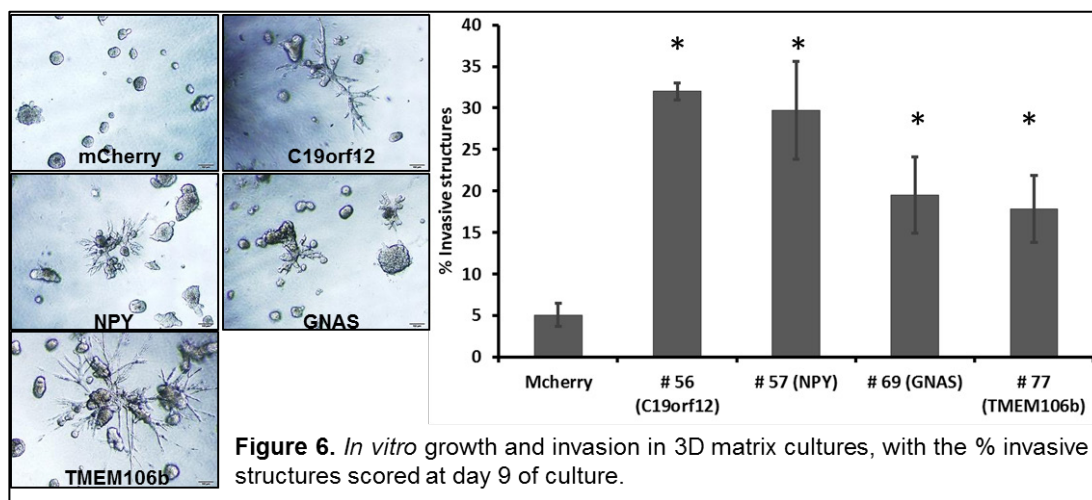 mCherry
C19orf12
NPY
GNAS
TMEM106b
% Invasive structures
40
35
30
25
20
15
10
5
0
*
*
*
*
Mcherry
# 56
(C19orf12)
# 57 (NPY)
# 69 (GNAS)
# 77
(TMEM106b)
Figure 6. In vitro growth and invasion in 3D matrix cultures, with the % invasive
structures scored at day 9 of culture.